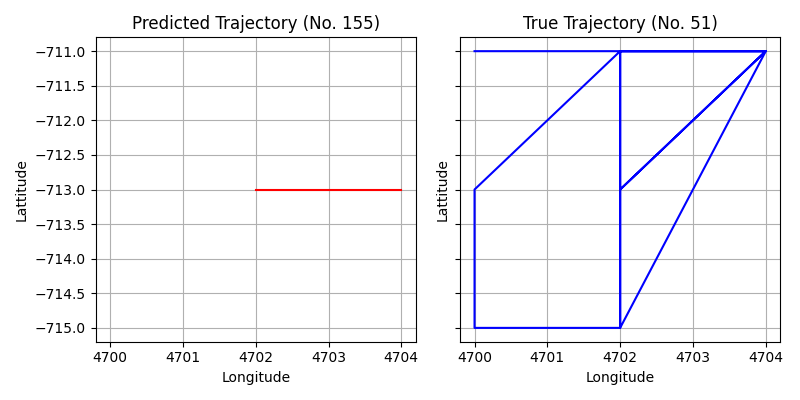 Predicted Trajectory (No. 155)
True Trajectory (No. 51)
−711.0
−711.5
−712.0
−712.5
−713.0
−713.5
−714.0
−714.5
−715.0
Lattitude
Lattitude
4700 4701 4702 4703 4704
4700 4701 4702 4703 4704
Longitude
Longitude